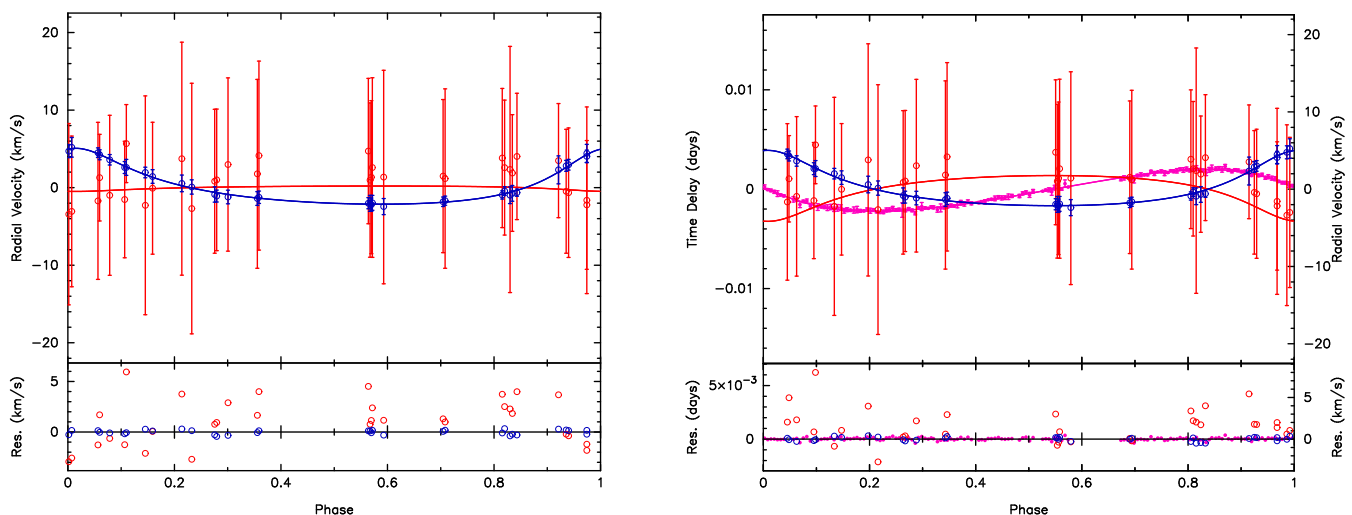 20
10
0
−10
−20
Radial Velocity (km/s)
5
0
Res. (km/s)
0 0.2 0.4 0.6 0.8 1
Phase
0.01
0
−0.01
Time Delay (days)
20
10
0
−10
−20
Radial Velocity (km/s)
5×10⁻³
0
Res. (days)
5
0
Res. (km/s)
0 0.2 0.4 0.6 0.8 1
Phase